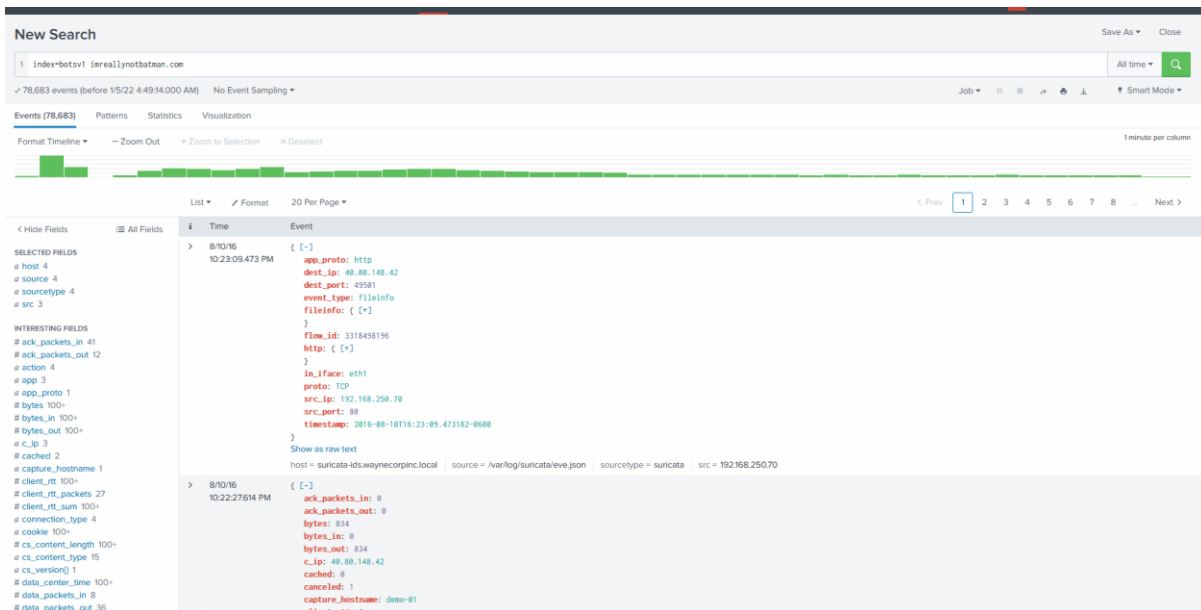 New Search
Save As ▾ Close
1 index=botsv1 imreallynotbatman.com
All time ▾
✓ 78,683 events (before 1/5/22 4:49:14.000 AM) No Event Sampling ▾
Job ▾ Smart Mode ▾
Events (78,683) Patterns Statistics Visualization
Format Timeline ▾ — Zoom Out + Zoom to Selection × Deselect
1 minute per column
List ▾ Format 20 Per Page ▾
< Prev 1 2 3 4 5 6 7 8 ... Next >
< Hide Fields All Fields
i Time Event
SELECTED FIELDS
a host 4
a source 4
a sourcetype 4
a src 3
INTERESTING FIELDS
# ack_packets_in 41
# ack_packets_out 12
a action 4
a app 3
a app_proto 1
# bytes 100+
# bytes_in 100+
# bytes_out 100+
a c_ip 3
# cached 2
a capture_hostname 1
# client_rtt 100+
# client_rtt_packets 27
# client_rtt_sum 100+
a connection_type 4
a cookie 100+
# cs_content_length 100+
a cs_content_type 15
a cs_version() 1
# data_center_time 100+
# data_packets_in 8
# data_packets_out 36
> 8/10/16
10:23:09.473 PM
{ [-]
app_proto: http
dest_ip: 40.80.148.42
dest_port: 49501
event_type: fileinfo
fileinfo: { [+]
}
flow_id: 3318498196
http: { [+]
}
in_iface: eth1
proto: TCP
src_ip: 192.168.250.70
src_port: 80
timestamp: 2016-08-10T16:23:09.473182-0600
}
Show as raw text
host = suricata-ids.waynecorpinc.local source = /var/log/suricata/eve.json sourcetype = suricata src = 192.168.250.70
> 8/10/16
10:22:27.614 PM
{ [-]
ack_packets_in: 0
ack_packets_out: 0
bytes: 834
bytes_in: 0
bytes_out: 834
c_ip: 40.80.148.42
cached: 0
canceled: 1
capture_hostname: demo-01